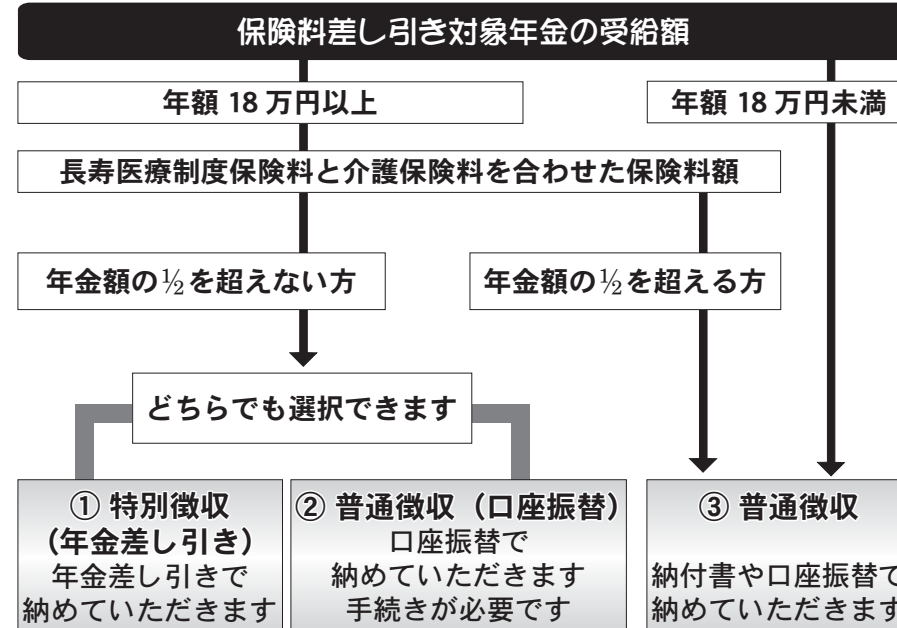 保険料差し引き対象年金の受給額
年額 18 万円以上
年額 18 万円未満
長寿医療制度保険料と介護保険料を合わせた保険料額
年金額の½を超えない方
年金額の½を超える方
どちらでも選択できます
① 特別徴収
(年金差し引き)
年金差し引きで
納めていただきます
② 普通徴収（口座振替）
口座振替で
納めていただきます
手続きが必要です
③ 普通徴収
納付書や口座振替で
納めていただきます